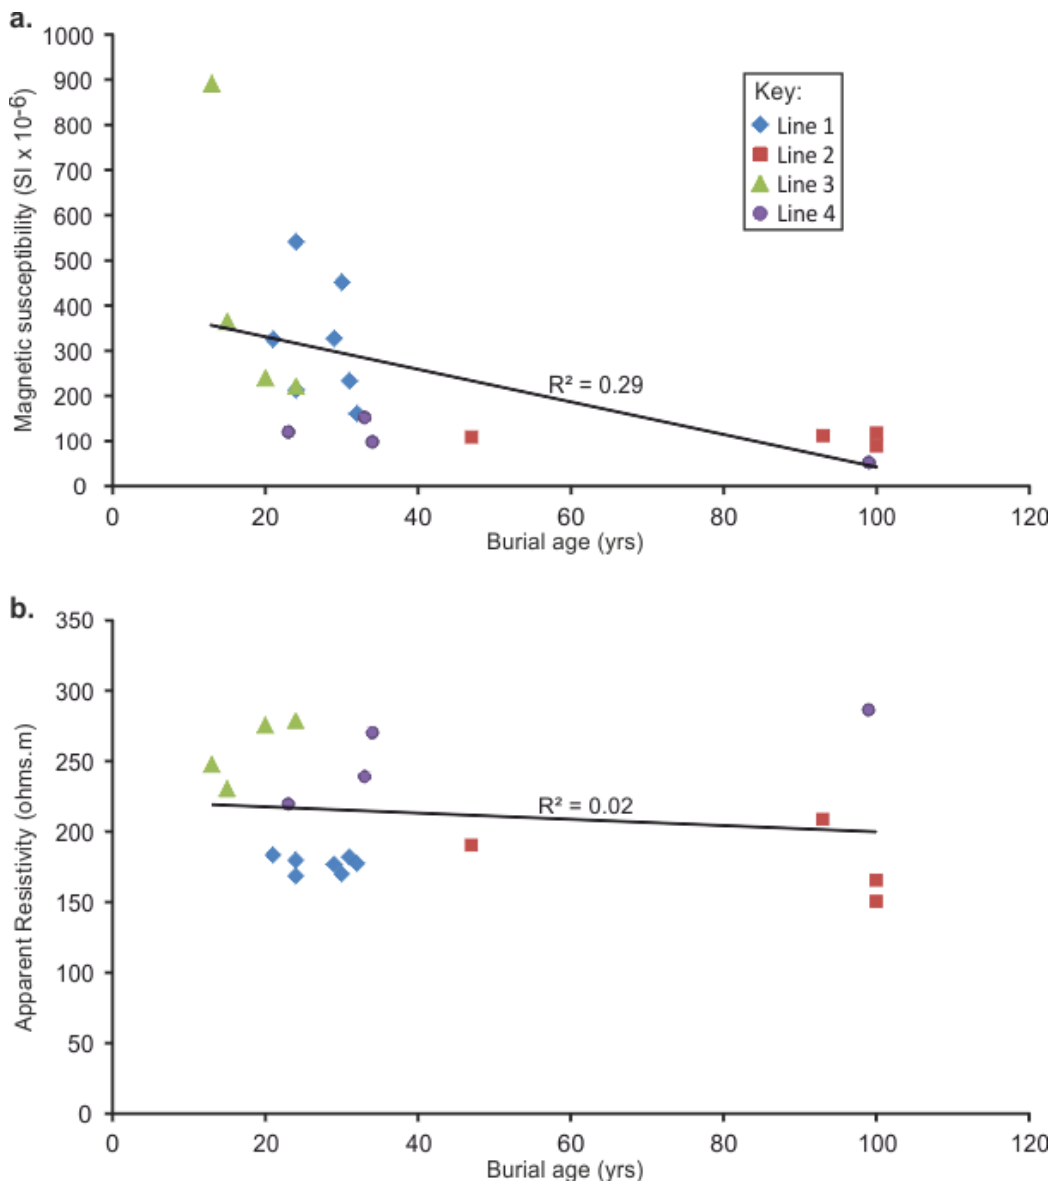 a.
Magnetic susceptibility (SI x 10-6)
1000
900
800
700
600
500
400
300
200
100
0
Key:
Line 1
Line 2
Line 3
Line 4
R² = 0.29
0 20 40 60 80 100 120
Burial age (yrs)
b.
Apparent Resistivity (ohms.m)
350
300
250
200
150
100
50
0
R² = 0.02
0 20 40 60 80 100 120
Burial age (yrs)